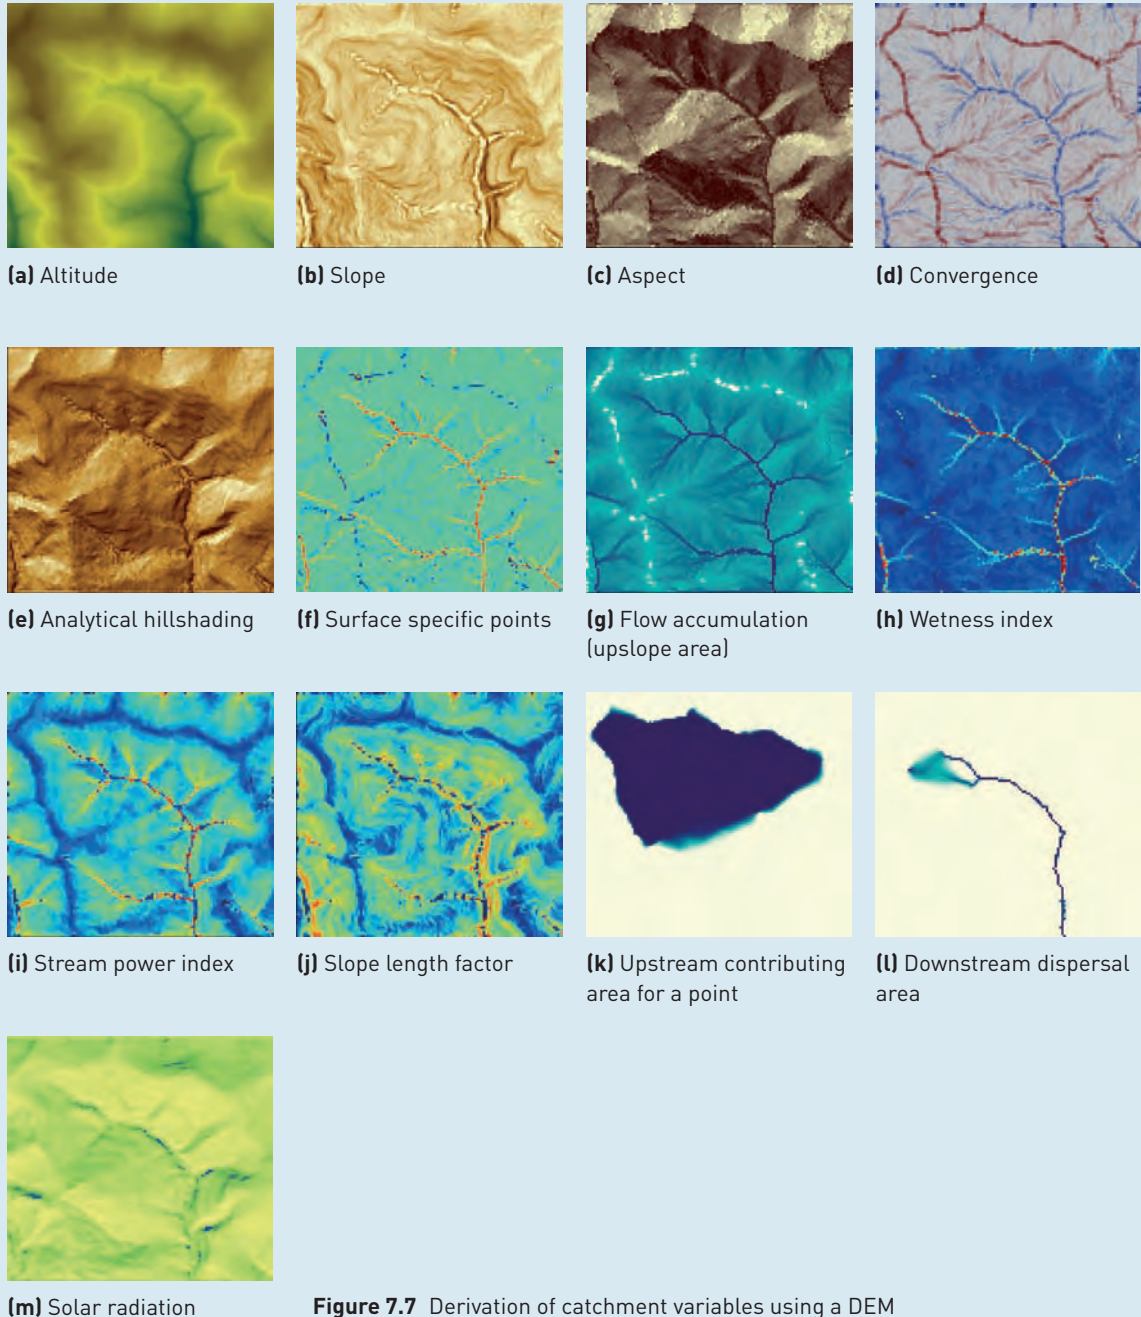 (a) Altitude
(b) Slope
(c) Aspect
(d) Convergence
(e) Analytical hillshading
(f) Surface specific points
(g) Flow accumulation
(upslope area)
(h) Wetness index
(i) Stream power index
(j) Slope length factor
(k) Upstream contributing
area for a point
(l) Downstream dispersal
area
(m) Solar radiation
Figure 7.7 Derivation of catchment variables using a DEM